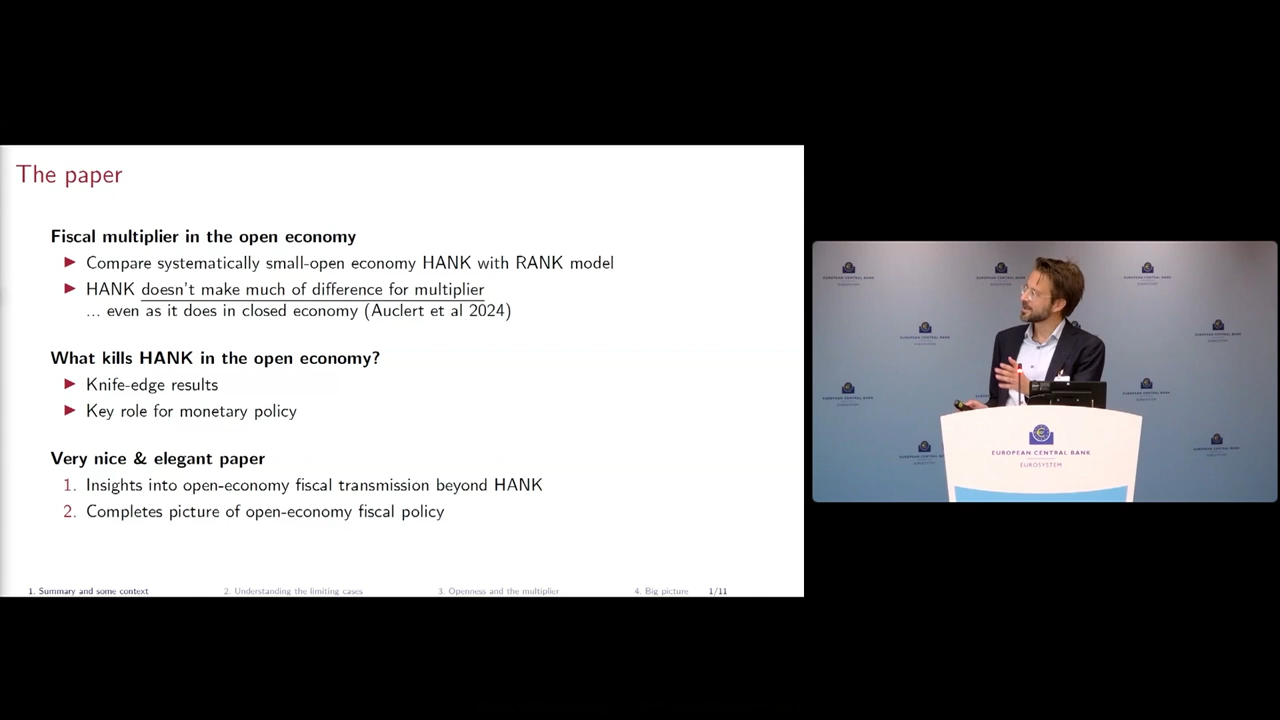 The paper
Fiscal multiplier in the open economy
▶ Compare systematically small-open economy HANK with RANK model
▶ HANK doesn't make much of difference for multiplier
... even as it does in closed economy (Auclert et al 2024)
What kills HANK in the open economy?
▶ Knife-edge results
▶ Key role for monetary policy
Very nice & elegant paper
1. Insights into open-economy fiscal transmission beyond HANK
2. Completes picture of open-economy fiscal policy
1. Summary and some context 2. Understanding the limiting cases 3. Openness and the multiplier 4. Big picture 1/11
EUROPEAN CENTRAL BANK
EUROSYSTEM